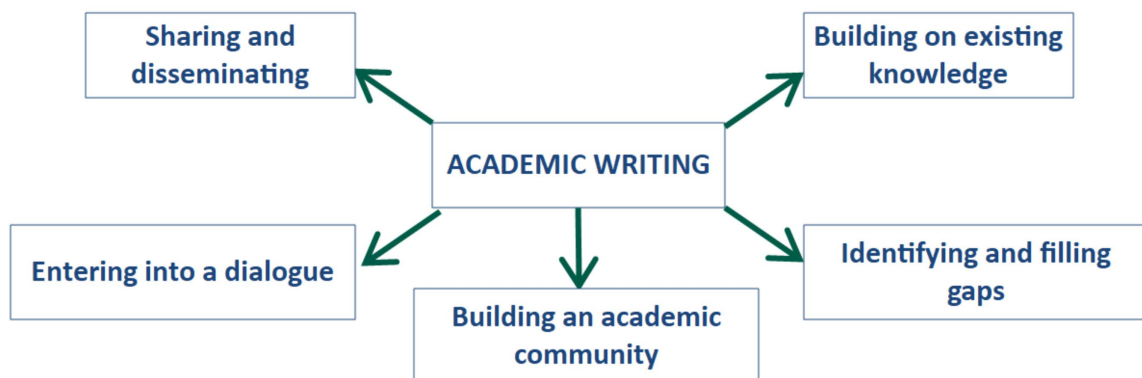 Sharing and
disseminating
Building on existing
knowledge
ACADEMIC WRITING
Entering into a dialogue
Building an academic
community
Identifying and filling
gaps